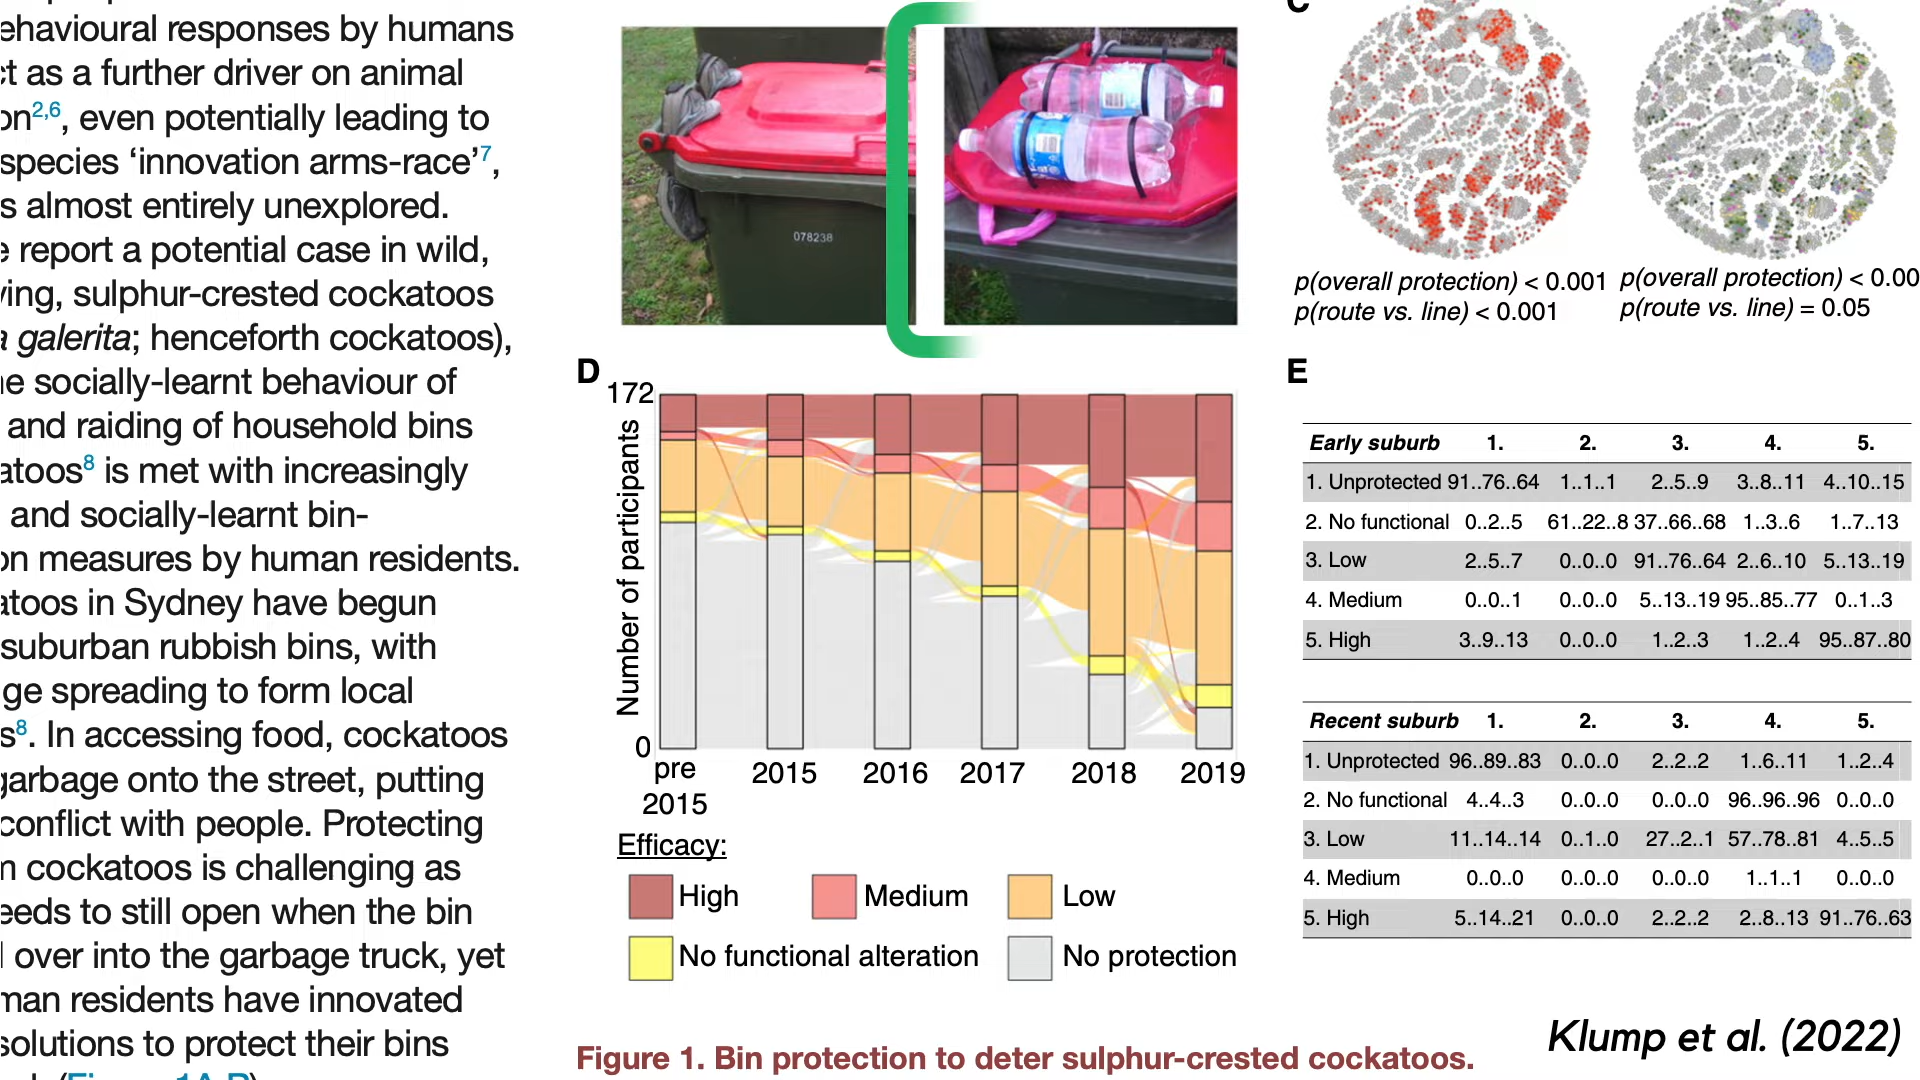 ehavioural responses by humans
ct as a further driver on animal
on2,6, even potentially leading to
species ‘innovation arms-race’7,
s almost entirely unexplored.
e report a potential case in wild,
ving, sulphur-crested cockatoos
a galerita; henceforth cockatoos),
ne socially-learnt behaviour of
and raiding of household bins
atoos8 is met with increasingly
and socially-learnt bin-
on measures by human residents.
atoos in Sydney have begun
suburban rubbish bins, with
ge spreading to form local
s8. In accessing food, cockatoos
garbage onto the street, putting
conflict with people. Protecting
n cockatoos is challenging as
eeds to still open when the bin
l over into the garbage truck, yet
man residents have innovated
solutions to protect their bins
078238
C
p(overall protection) < 0.001
p(route vs. line) < 0.001
p(overall protection) < 0.00
p(route vs. line) = 0.05
D
172
Number of participants
0
pre 2015
2015
2016
2017
2018
2019
Efficacy:
High
Medium
Low
No functional alteration
No protection
E
Early suburb 1. 2. 3. 4. 5.
1. Unprotected 91..76..64 1..1..1 2..5..9 3..8..11 4..10..15
2. No functional 0..2..5 61..22..8 37..66..68 1..3..6 1..7..13
3. Low 2..5..7 0..0..0 91..76..64 2..6..10 5..13..19
4. Medium 0..0..1 0..0..0 5..13..19 95..85..77 0..1..3
5. High 3..9..13 0..0..0 1..2..3 1..2..4 95..87..80
Recent suburb 1. 2. 3. 4. 5.
1. Unprotected 96..89..83 0..0..0 2..2..2 1..6..11 1..2..4
2. No functional 4..4..3 0..0..0 0..0..0 96..96..96 0..0..0
3. Low 11..14..14 0..1..0 27..2..1 57..78..81 4..5..5
4. Medium 0..0..0 0..0..0 0..0..0 1..1..1 0..0..0
5. High 5..14..21 0..0..0 2..2..2 2..8..13 91..76..63
Figure 1. Bin protection to deter sulphur-crested cockatoos.
Klump et al. (2022)